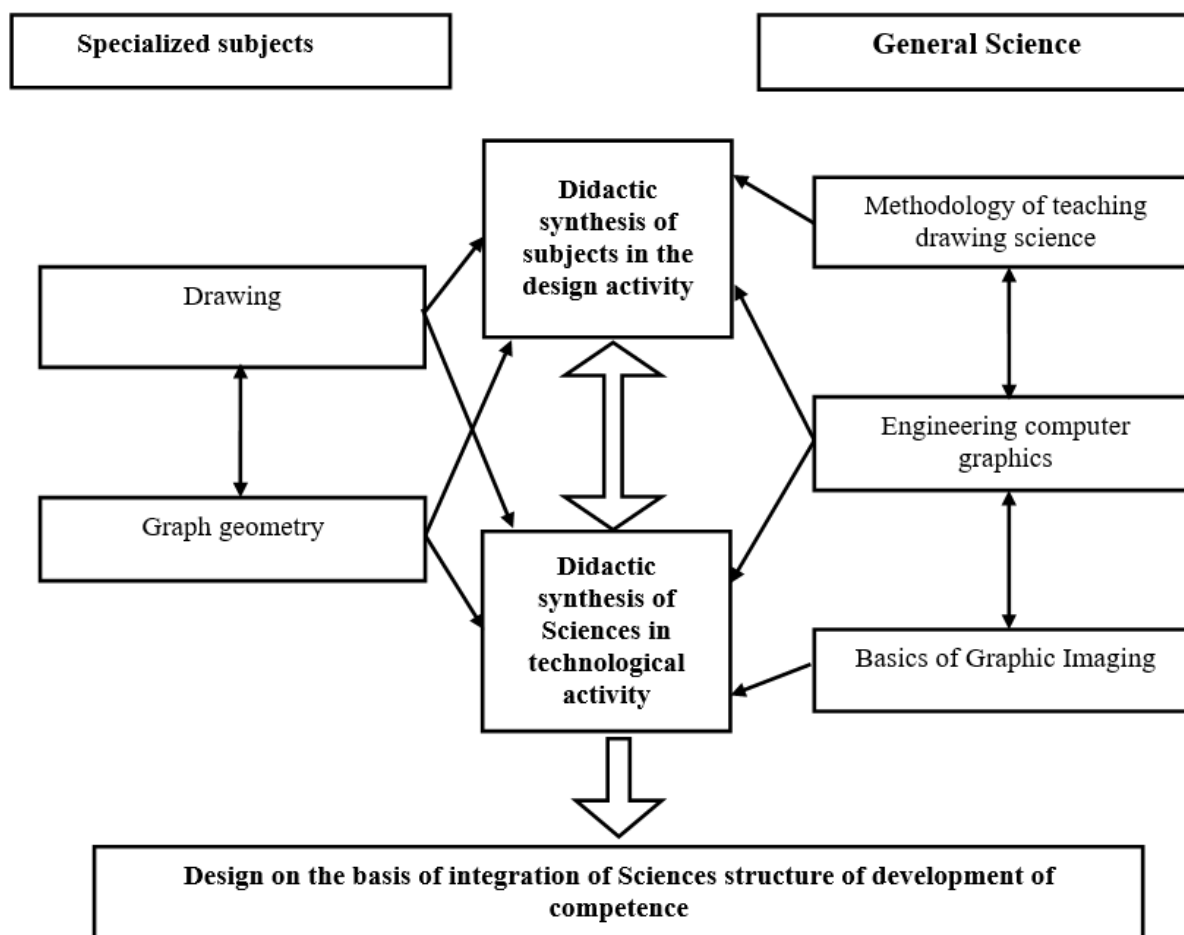 Specialized subjects
General Science
Didactic
synthesis of
subjects in the
design activity
Methodology of teaching
drawing science
Drawing
Engineering computer
graphics
Graph geometry
Didactic
synthesis of
Sciences in
technological
activity
Basics of Graphic Imaging
Design on the basis of integration of Sciences structure of development of
competence